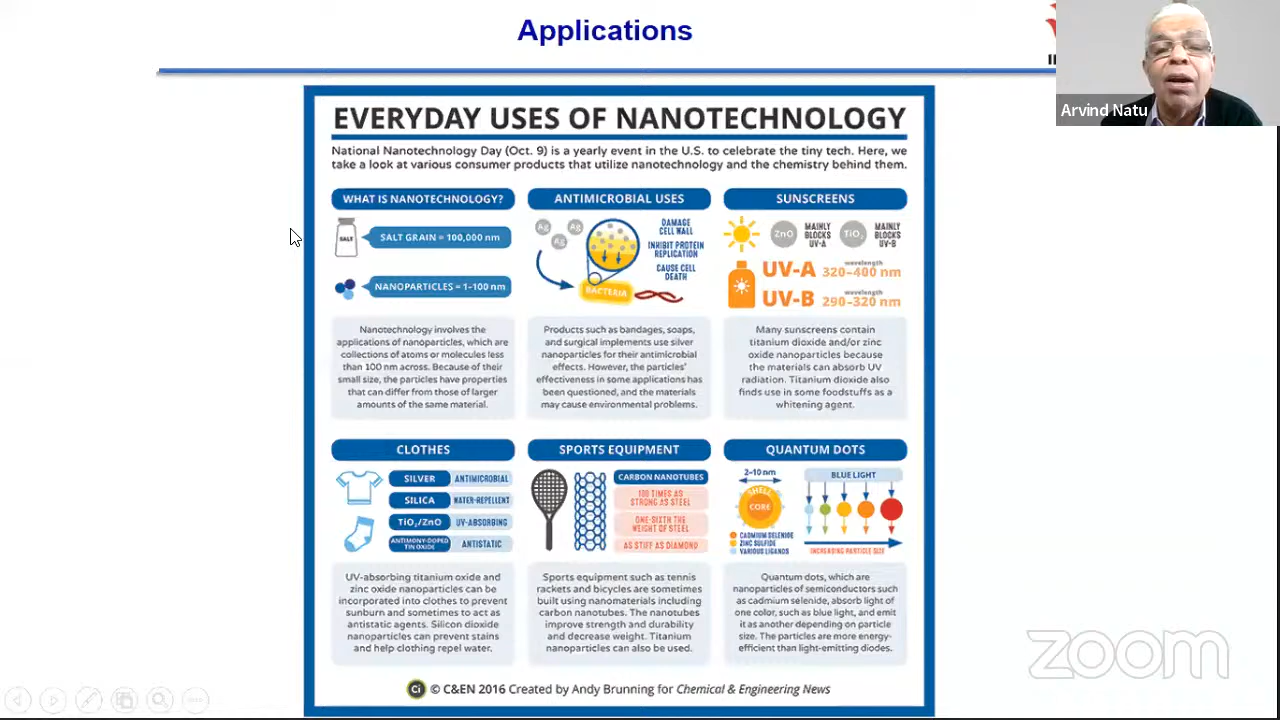 Applications
Arvind Natu
EVERYDAY USES OF NANOTECHNOLOGY
National Nanotechnology Day (Oct. 9) is a yearly event in the U.S. to celebrate the tiny tech. Here, we
take a look at various consumer products that utilize nanotechnology and the chemistry behind them.
WHAT IS NANOTECHNOLOGY?
SALT
SALT GRAIN = 100,000 nm
NANOPARTICLES = 1–100 nm
Nanotechnology involves the
applications of nanoparticles, which are
collections of atoms or molecules less
than 100 nm across. Because of their
small size, the particles have properties
that can differ from those of larger
amounts of the same material.
ANTIMICROBIAL USES
Ag
Ag
Ag
DAMAGE
CELL WALL
INHIBIT PROTEIN
REPLICATION
CAUSE CELL
DEATH
BACTERIA
Products such as bandages, soaps,
and surgical implements use silver
nanoparticles for their antimicrobial
effects. However, the particles'
effectiveness in some applications has
been questioned, and the materials
may cause environmental problems.
SUNSCREENS
ZnO
MAINLY
BLOCKS
UV-A
TiO₂
MAINLY
BLOCKS
UV-B
wavelength
UV-A 320–400 nm
wavelength
UV-B 290–320 nm
Many sunscreens contain
titanium dioxide and/or zinc
oxide nanoparticles because
the materials can absorb UV
radiation. Titanium dioxide also
finds use in some foodstuffs as a
whitening agent.
CLOTHES
SILVER ANTIMICROBIAL
SILICA WATER-REPELLENT
TiO₂/ZnO UV-ABSORBING
ANTIMONY-DOPED
TIN OXIDE
ANTISTATIC
UV-absorbing titanium oxide and
zinc oxide nanoparticles can be
incorporated into clothes to prevent
sunburn and sometimes to act as
antistatic agents. Silicon dioxide
nanoparticles can prevent stains
and help clothing repel water.
SPORTS EQUIPMENT
CARBON NANOTUBES
100 TIMES AS
STRONG AS STEEL
ONE-SIXTH THE
WEIGHT OF STEEL
AS STIFF AS DIAMOND
Sports equipment such as tennis
rackets and bicycles are sometimes
built using nanomaterials including
carbon nanotubes. The nanotubes
improve strength and durability
and decrease weight. Titanium
nanoparticles can also be used.
QUANTUM DOTS
2–10 nm
SHELL
CORE
CADMIUM SELENIDE
ZINC SULFIDE
VARIOUS LIGANDS
BLUE LIGHT
INCREASING PARTICLE SIZE
Quantum dots, which are
nanoparticles of semiconductors such
as cadmium selenide, absorb light of
one color, such as blue light, and emit
it as another depending on particle
size. The particles are more energy-
efficient than light-emitting diodes.
Ci © C&EN 2016 Created by Andy Brunning for Chemical & Engineering News
zoom